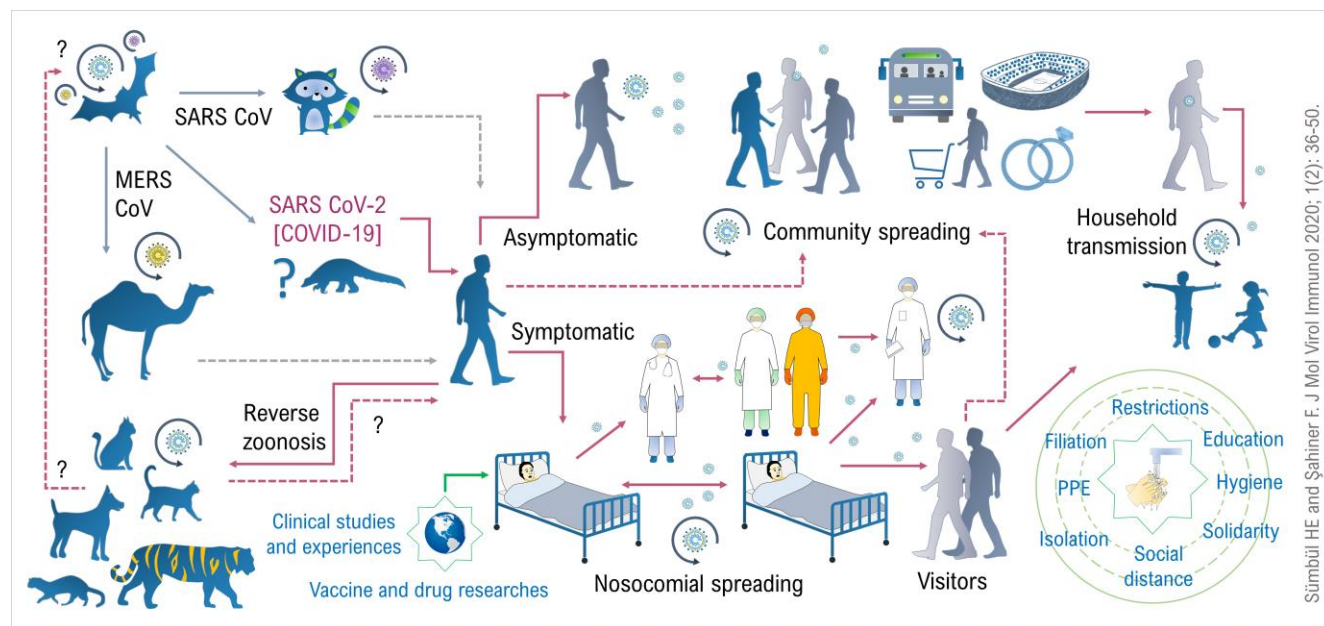 ?
SARS CoV
MERS
CoV
SARS CoV-2
[COVID-19]
?
Asymptomatic
Community spreading
Household
transmission
Symptomatic
Reverse
zoonosis
?
?
Clinical studies
and experiences
Vaccine and drug researches
Nosocomial spreading
Visitors
Restrictions
Filiation
Education
PPE
Hygiene
Isolation
Solidarity
Social
distance
Sümbül HE and Şahiner F. J Mol Virol Immunol 2020; 1(2): 36-50.